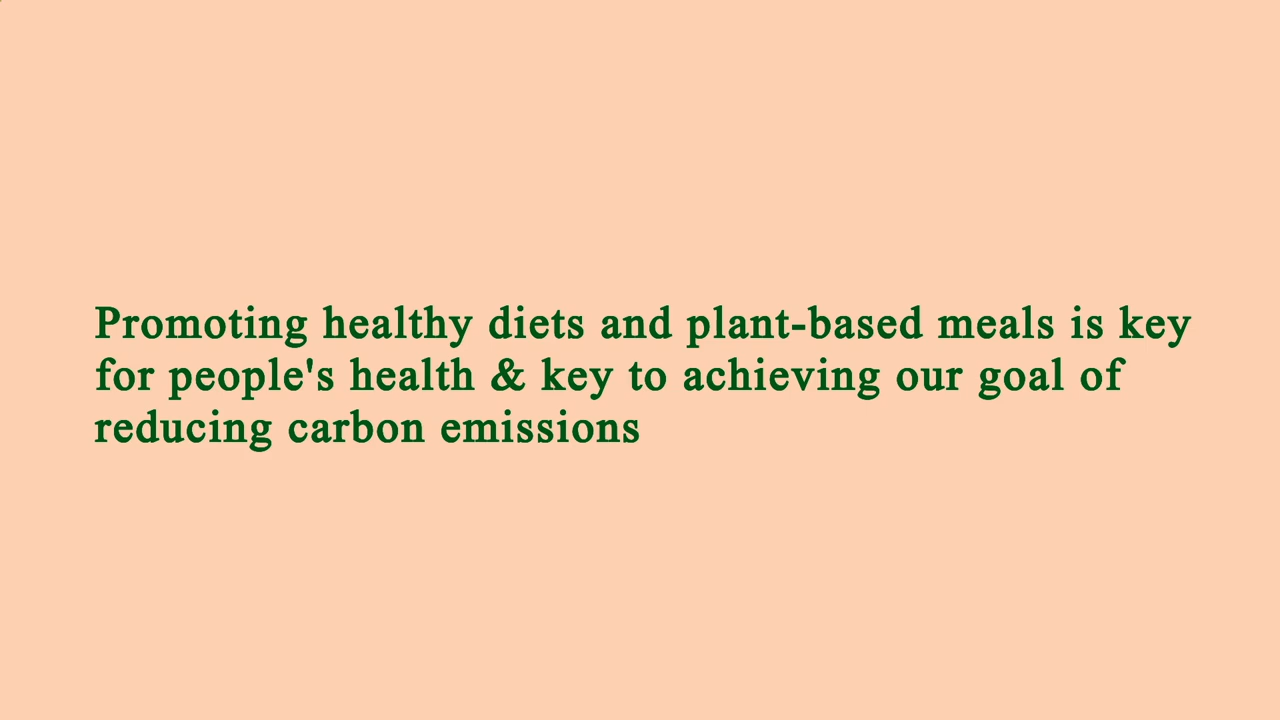 Promoting healthy diets and plant-based meals is key
for people's health & key to achieving our goal of
reducing carbon emissions